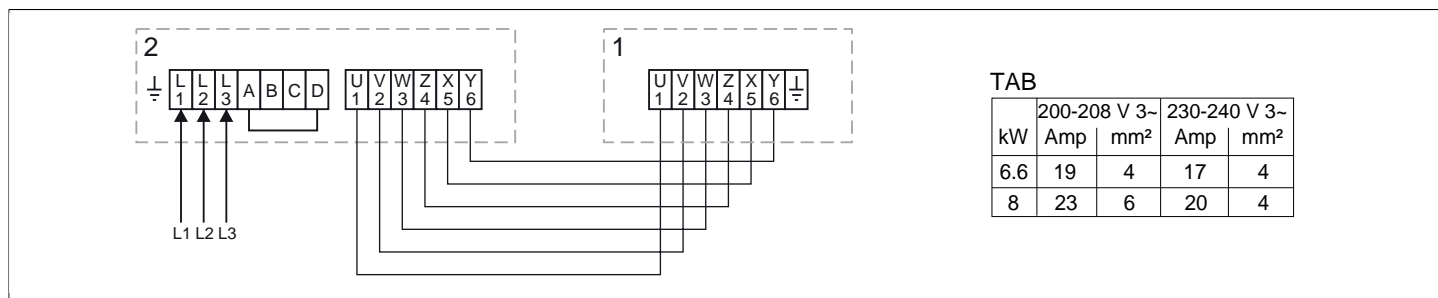 2
L L L A B C D U V W Z X Y
1 2 3 1 2 3 4 5 6
L1 L2 L3
1
U V W Z X Y
1 2 3 4 5 6
TAB
200-208 V 3~ 230-240 V 3~
kW Amp mm² Amp mm²
6.6 19 4 17 4
8 23 6 20 4